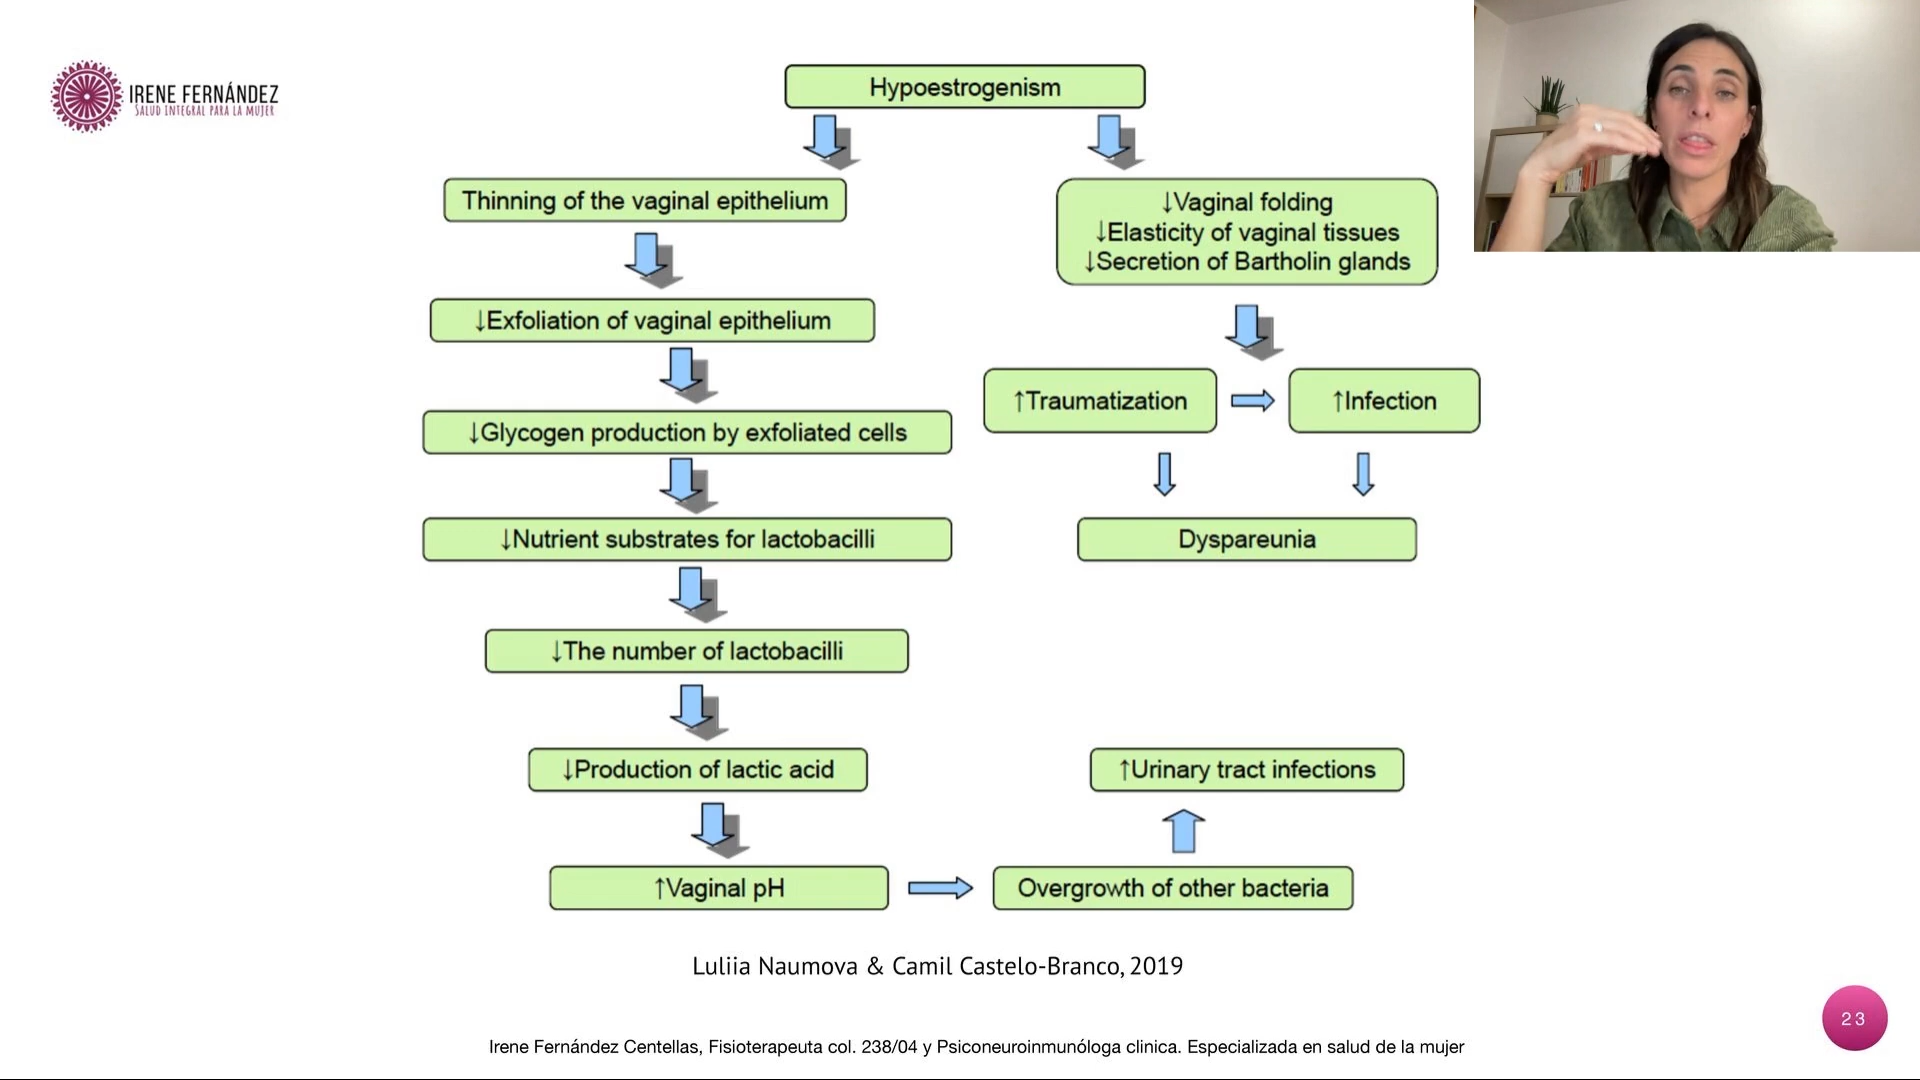 IRENE FERNÁNDEZ
SALUD INTEGRAL PARA LA MUJER
Hypoestrogenism
Thinning of the vaginal epithelium
↓Exfoliation of vaginal epithelium
↓Glycogen production by exfoliated cells
↓Nutrient substrates for lactobacilli
↓The number of lactobacilli
↓Production of lactic acid
↑Vaginal pH
Overgrowth of other bacteria
↑Urinary tract infections
↓Vaginal folding
↓Elasticity of vaginal tissues
↓Secretion of Bartholin glands
↑Traumatization
↑Infection
Dyspareunia
Luliia Naumova & Camil Castelo-Branco, 2019
23
Irene Fernández Centellas, Fisioterapeuta col. 238/04 y Psiconeuroinmunóloga clinica. Especializada en salud de la mujer